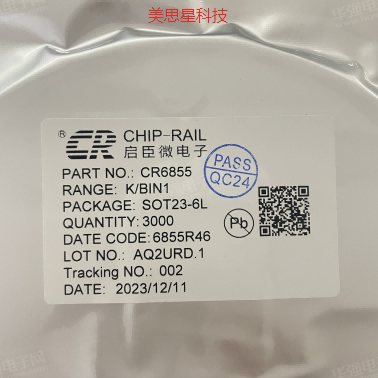 美思星科技
® CR CHIP-RAIL
启臣微电子
PART NO.: CR6855
RANGE: K/BIN1
PACKAGE: SOT23-6L
QUANTITY: 3000
DATE CODE: 6855R46
LOT NO.: AQ2URD.1
Tracking NO.: 002
DATE: 2023/12/11
PASS
QC24
Pb